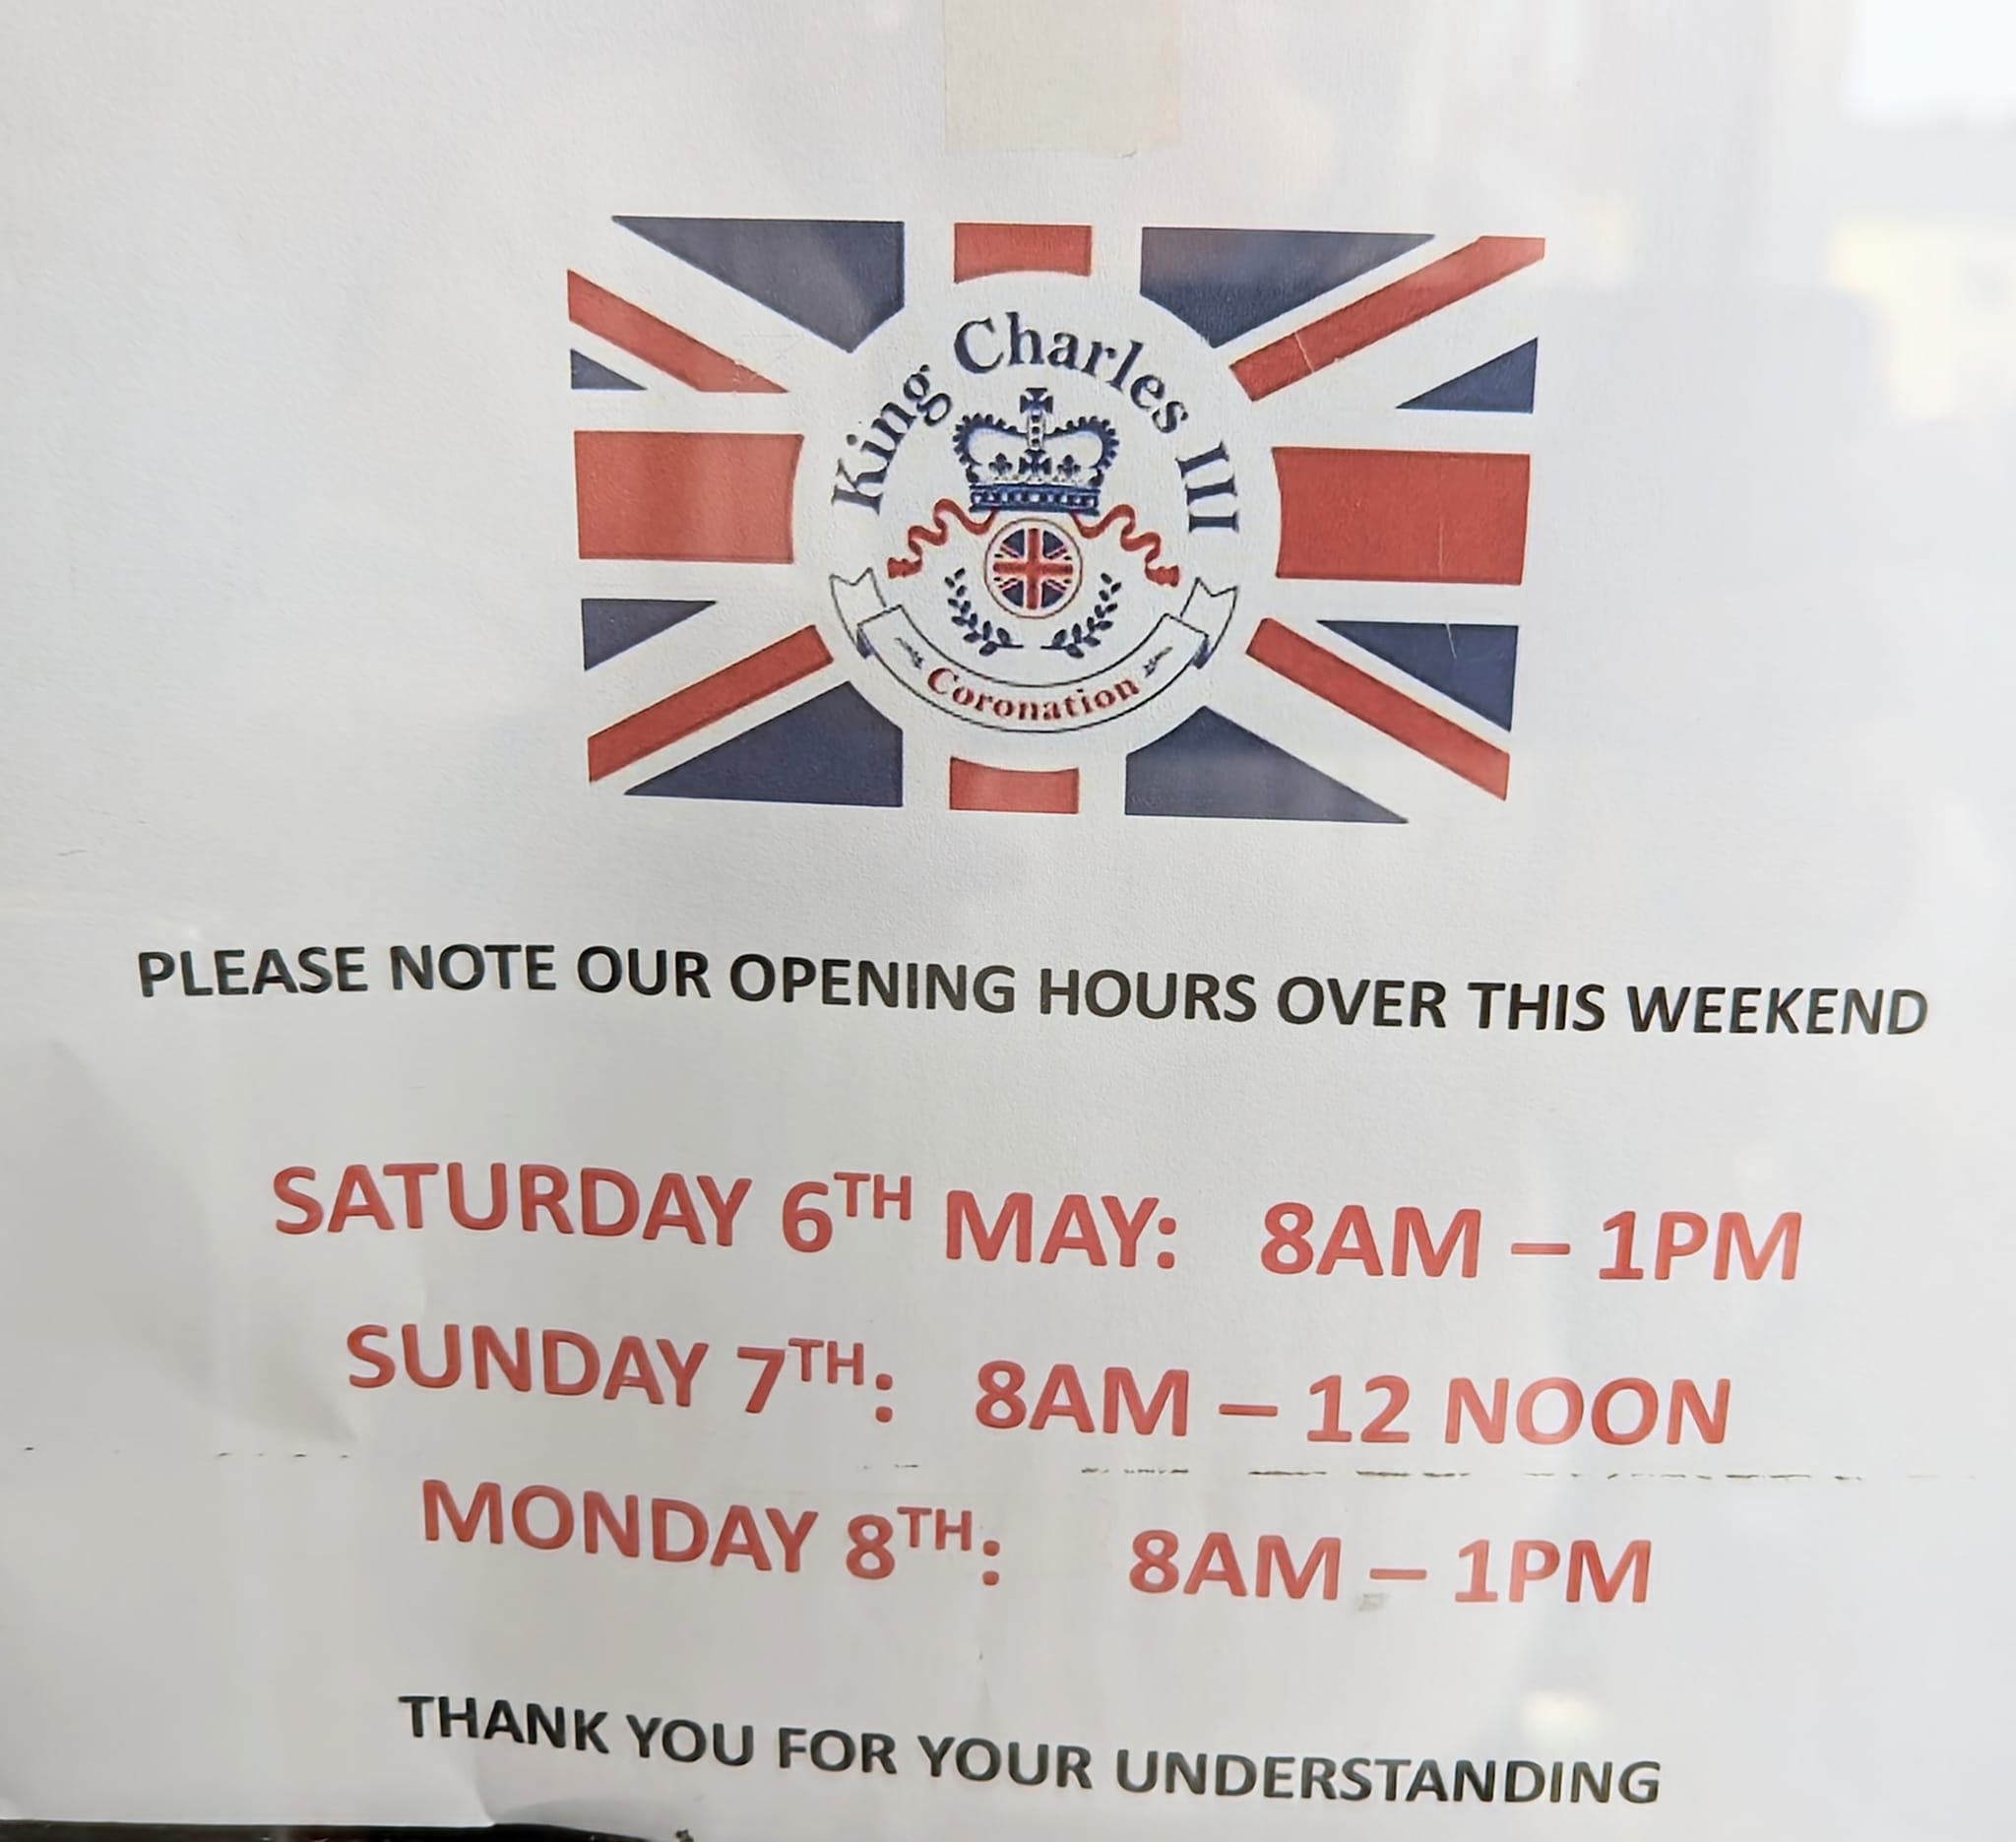 King Charles III
Coronation
PLEASE NOTE OUR OPENING HOURS OVER THIS WEEKEND
SATURDAY 6TH MAY: 8AM – 1PM
SUNDAY 7TH: 8AM – 12 NOON
MONDAY 8TH: 8AM – 1PM
THANK YOU FOR YOUR UNDERSTANDING